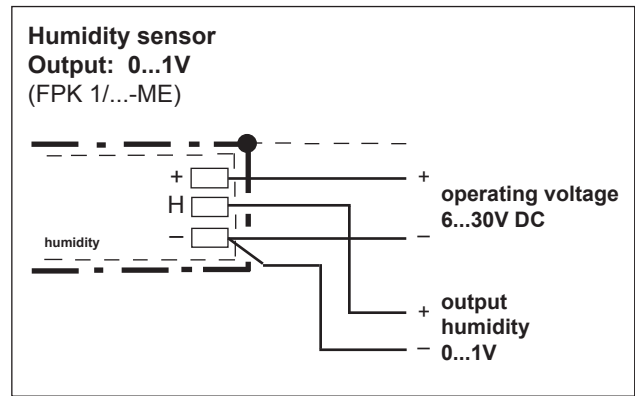 Humidity sensor
Output: 0...1V
(FPK 1/...-ME)
+
H
–
humidity
+
operating voltage
6...30V DC
–
+
output
humidity
–
0...1V